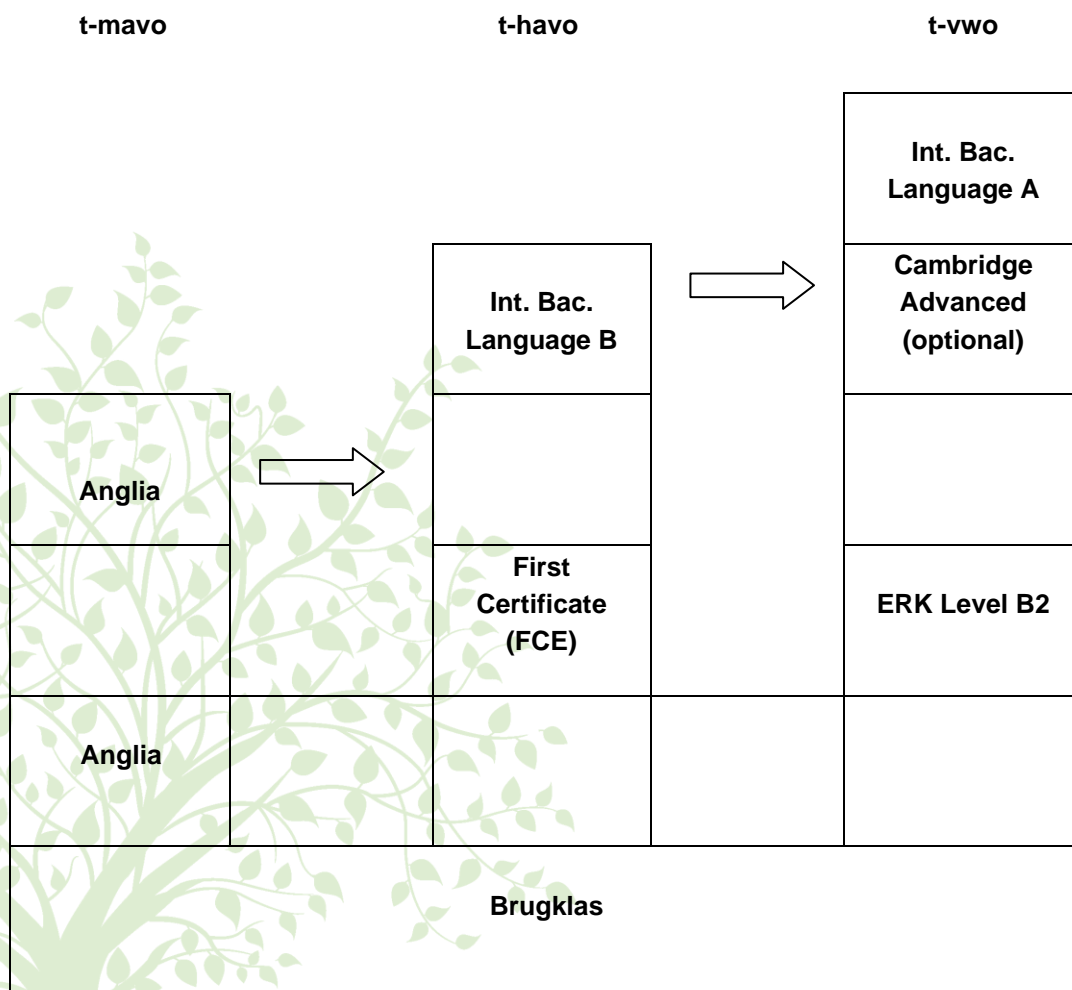 t-mavo
t-havo
t-vwo
Int. Bac.
Language A
Int. Bac.
Language B
Cambridge
Advanced
(optional)
Anglia
First
Certificate
(FCE)
ERK Level B2
Anglia
Brugklas